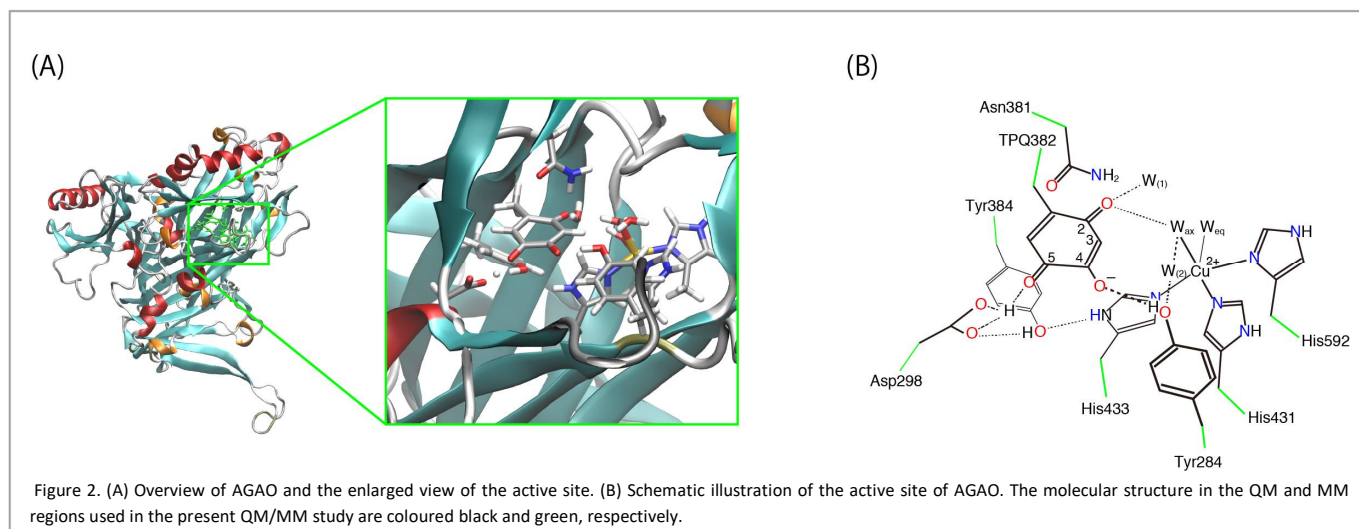 (A)
(B)
Asn381
TPQ382
O
NH₂
W(1)
Tyr384
O
2
Wax
Weq
NH
3
5
4
W(2)
Cu²⁺
N
O
O⁻
N
N
O
H
H
HO
O
HO
HN
NH
His592
Asp298
His433
His431
Tyr284
Figure 2. (A) Overview of AGAO and the enlarged view of the active site. (B) Schematic illustration of the active site of AGAO. The molecular structure in the QM and MM
regions used in the present QM/MM study are coloured black and green, respectively.